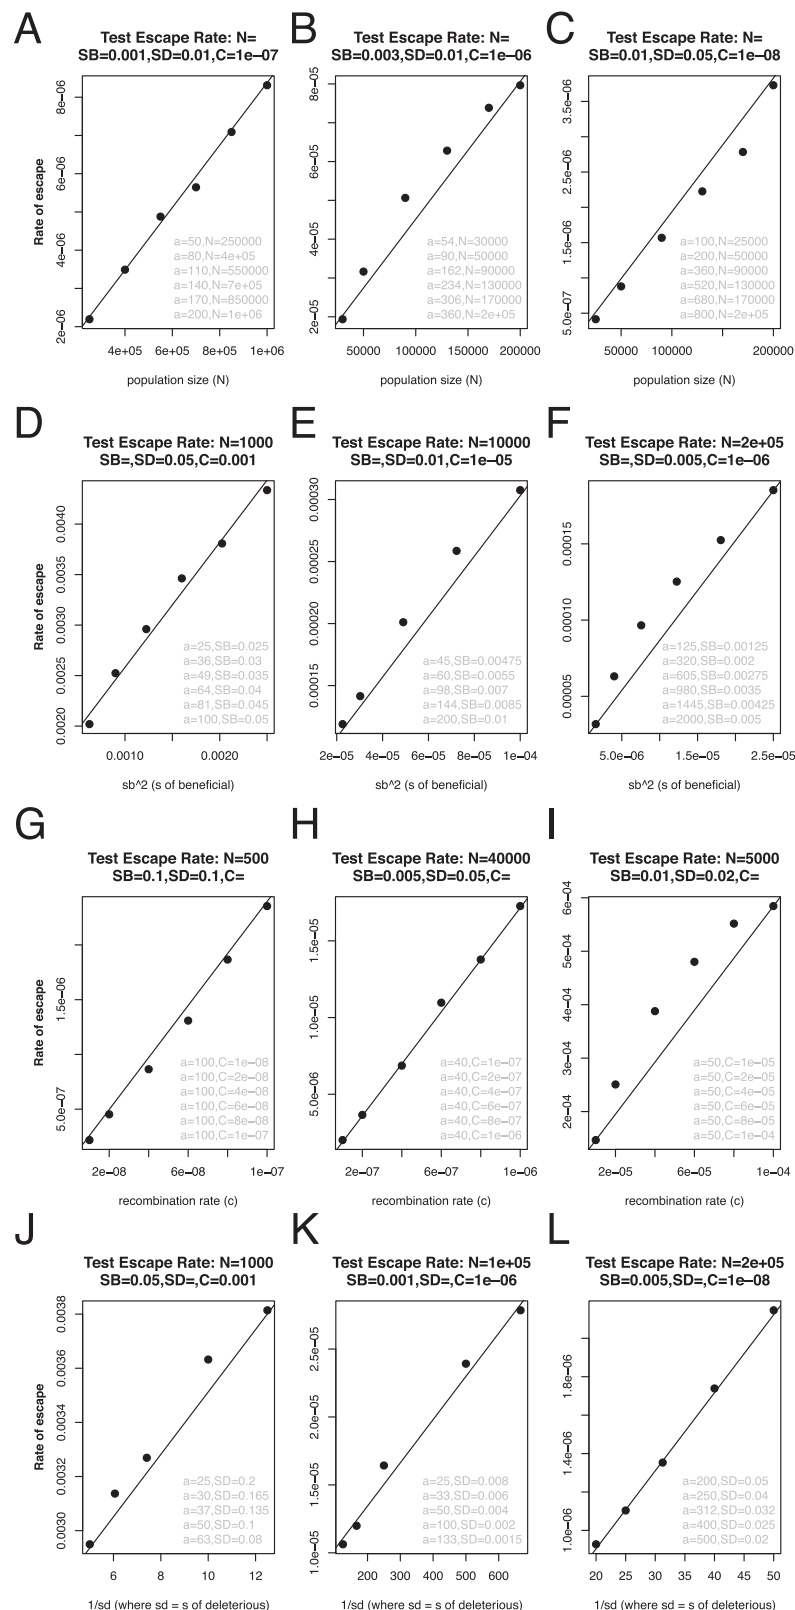 A
Test Escape Rate: N=
SB=0.001,SD=0.01,C=1e−07
Rate of escape
2e−06 4e−06 6e−06 8e−06
a=50,N=250000
a=80,N=4e+05
a=110,N=550000
a=140,N=7e+05
a=170,N=850000
a=200,N=1e+06
4e+05 6e+05 8e+05 1e+06
population size (N)
B
Test Escape Rate: N=
SB=0.003,SD=0.01,C=1e−06
2e−05 4e−05 6e−05 8e−05
a=54,N=30000
a=90,N=50000
a=162,N=90000
a=234,N=130000
a=306,N=170000
a=360,N=2e+05
50000 100000 150000 200000
population size (N)
C
Test Escape Rate: N=
SB=0.01,SD=0.05,C=1e−08
5.0e−07 1.5e−06 2.5e−06 3.5e−06
a=100,N=25000
a=200,N=50000
a=360,N=90000
a=520,N=130000
a=680,N=170000
a=800,N=2e+05
50000 100000 200000
population size (N)
D
Test Escape Rate: N=1000
SB=,SD=0.05,C=0.001
Rate of escape
0.0020 0.0025 0.0030 0.0035 0.0040
a=25,SB=0.025
a=36,SB=0.03
a=49,SB=0.035
a=64,SB=0.04
a=81,SB=0.045
a=100,SB=0.05
0.0010 0.0020
sb^2 (s of beneficial)
E
Test Escape Rate: N=10000
SB=,SD=0.01,C=1e−05
0.00015 0.00020 0.00025 0.00030
a=45,SB=0.00475
a=60,SB=0.0055
a=98,SB=0.007
a=144,SB=0.0085
a=200,SB=0.01
2e−05 4e−05 6e−05 8e−05 1e−04
sb^2 (s of beneficial)
F
Test Escape Rate: N=2e+05
SB=,SD=0.005,C=1e−06
0.00005 0.00010 0.00015
a=125,SB=0.00125
a=320,SB=0.002
a=605,SB=0.00275
a=980,SB=0.0035
a=1445,SB=0.00425
a=2000,SB=0.005
5.0e−06 1.5e−05 2.5e−05
sb^2 (s of beneficial)
G
Test Escape Rate: N=500
SB=0.1,SD=0.1,C=
Rate of escape
5.0e−07 1.5e−06
a=100,C=1e−08
a=100,C=2e−08
a=100,C=4e−08
a=100,C=6e−08
a=100,C=8e−08
a=100,C=1e−07
2e−08 6e−08 1e−07
recombination rate (c)
H
Test Escape Rate: N=40000
SB=0.005,SD=0.05,C=
5.0e−06 1.0e−05 1.5e−05
a=40,C=1e−07
a=40,C=2e−07
a=40,C=4e−07
a=40,C=6e−07
a=40,C=8e−07
a=40,C=1e−06
2e−07 6e−07 1e−06
recombination rate (c)
I
Test Escape Rate: N=5000
SB=0.01,SD=0.02,C=
2e−04 3e−04 4e−04 5e−04 6e−04
a=50,C=1e−05
a=50,C=2e−05
a=50,C=4e−05
a=50,C=6e−05
a=50,C=8e−05
a=50,C=1e−04
2e−05 6e−05 1e−04
recombination rate (c)
J
Test Escape Rate: N=1000
SB=0.05,SD=,C=0.001
Rate of escape
0.0030 0.0032 0.0034 0.0036 0.0038
a=25,SD=0.2
a=30,SD=0.165
a=37,SD=0.135
a=50,SD=0.1
a=63,SD=0.08
6 8 10 12
1/sd (where sd = s of deleterious)
K
Test Escape Rate: N=1e+05
SB=0.001,SD=,C=1e−06
1.0e−05 1.5e−05 2.0e−05 2.5e−05
a=25,SD=0.008
a=33,SD=0.006
a=50,SD=0.004
a=100,SD=0.002
a=133,SD=0.0015
200 300 400 500 600
1/sd (where sd = s of deleterious)
L
Test Escape Rate: N=2e+05
SB=0.005,SD=,C=1e−08
1.0e−06 1.4e−06 1.8e−06
a=200,SD=0.05
a=250,SD=0.04
a=312,SD=0.032
a=400,SD=0.025
a=500,SD=0.02
20 25 30 35 40 45 50
1/sd (where sd = s of deleterious)